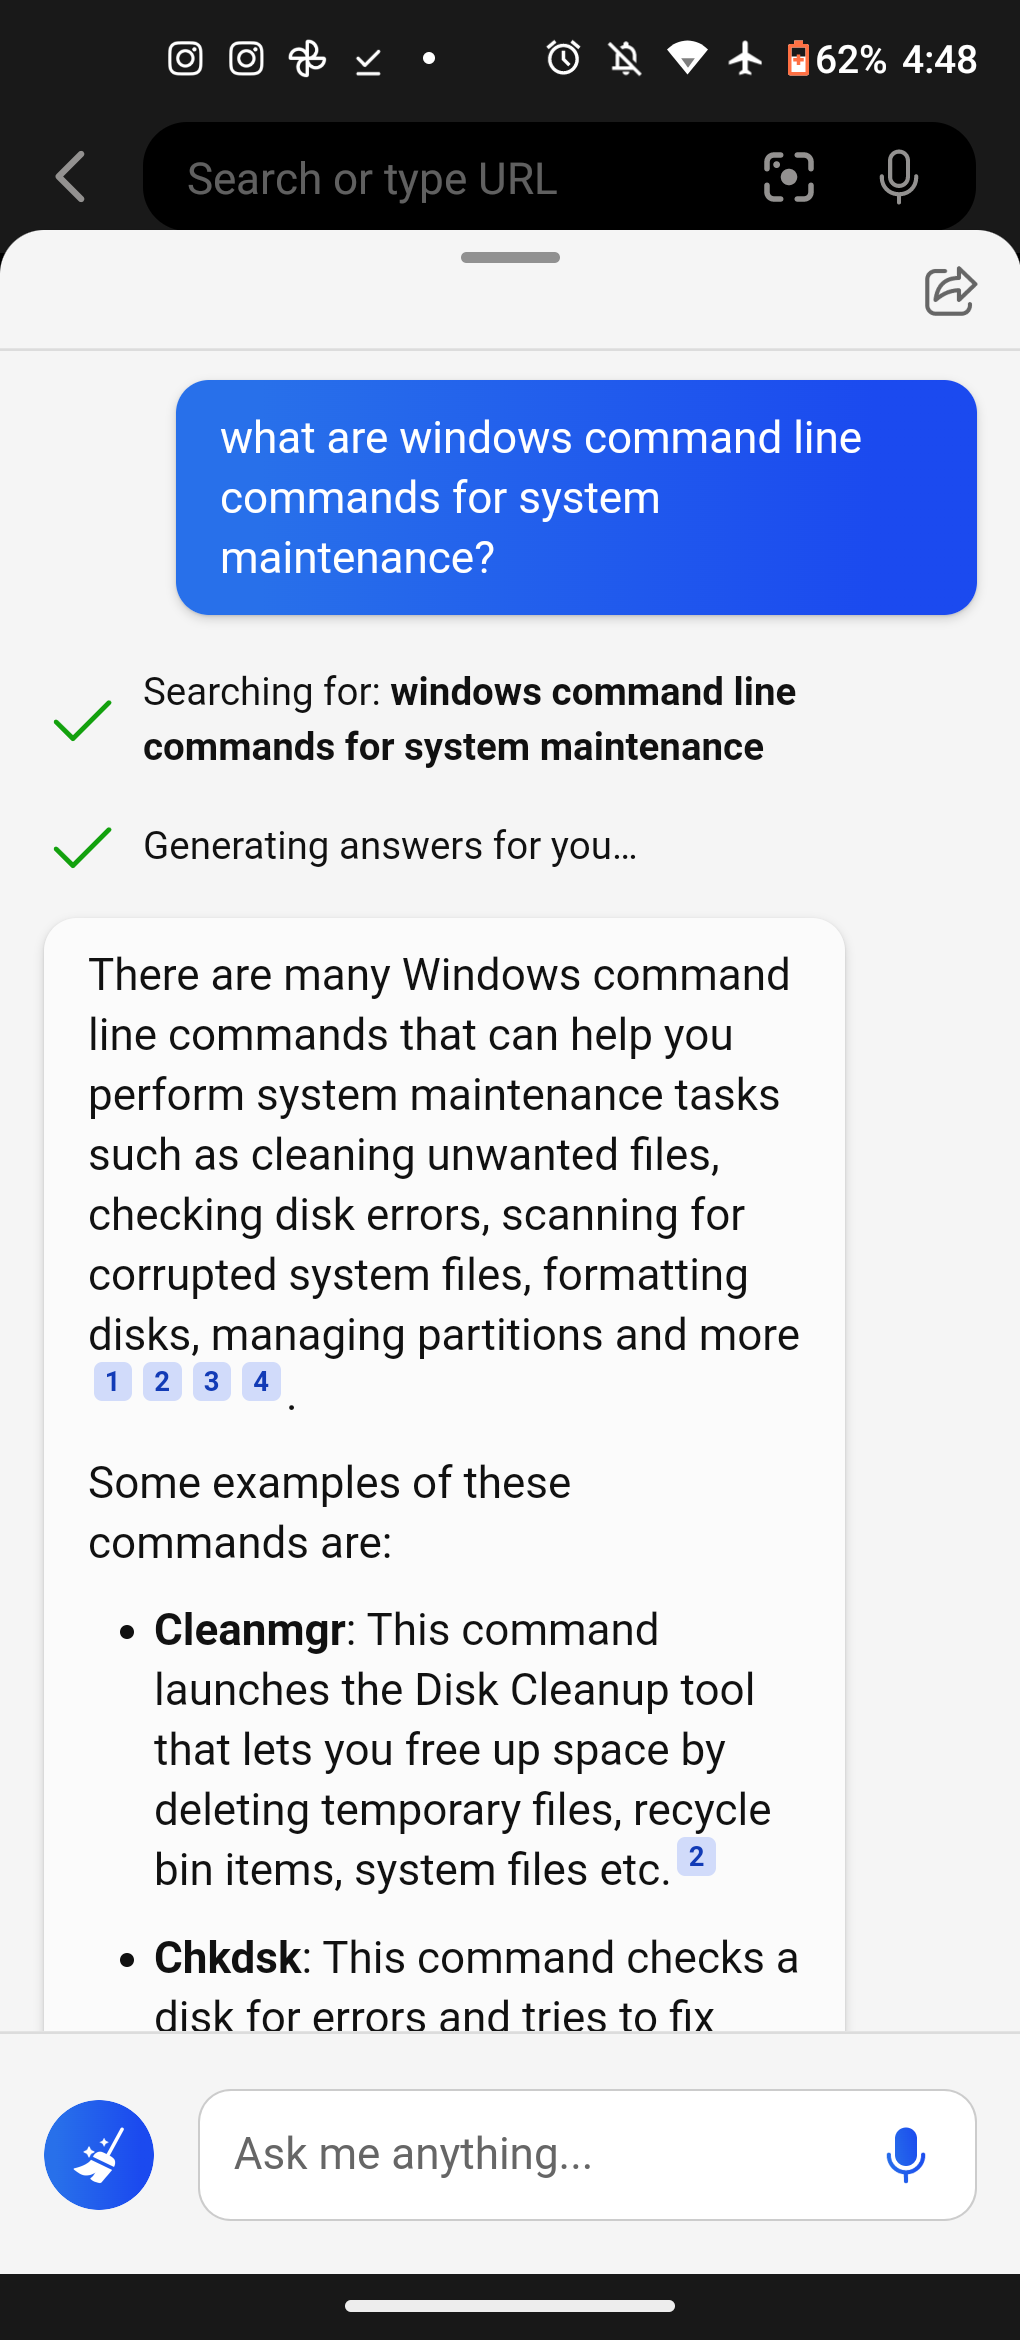 62% 4:48
Search or type URL
what are windows command line
commands for system
maintenance?
Searching for: windows command line
commands for system maintenance
Generating answers for you…
There are many Windows command
line commands that can help you
perform system maintenance tasks
such as cleaning unwanted files,
checking disk errors, scanning for
corrupted system files, formatting
disks, managing partitions and more
1 2 3 4 .
Some examples of these
commands are:
• Cleanmgr: This command
launches the Disk Cleanup tool
that lets you free up space by
deleting temporary files, recycle
bin items, system files etc. 2
• Chkdsk: This command checks a
disk for errors and tries to fix
Ask me anything...